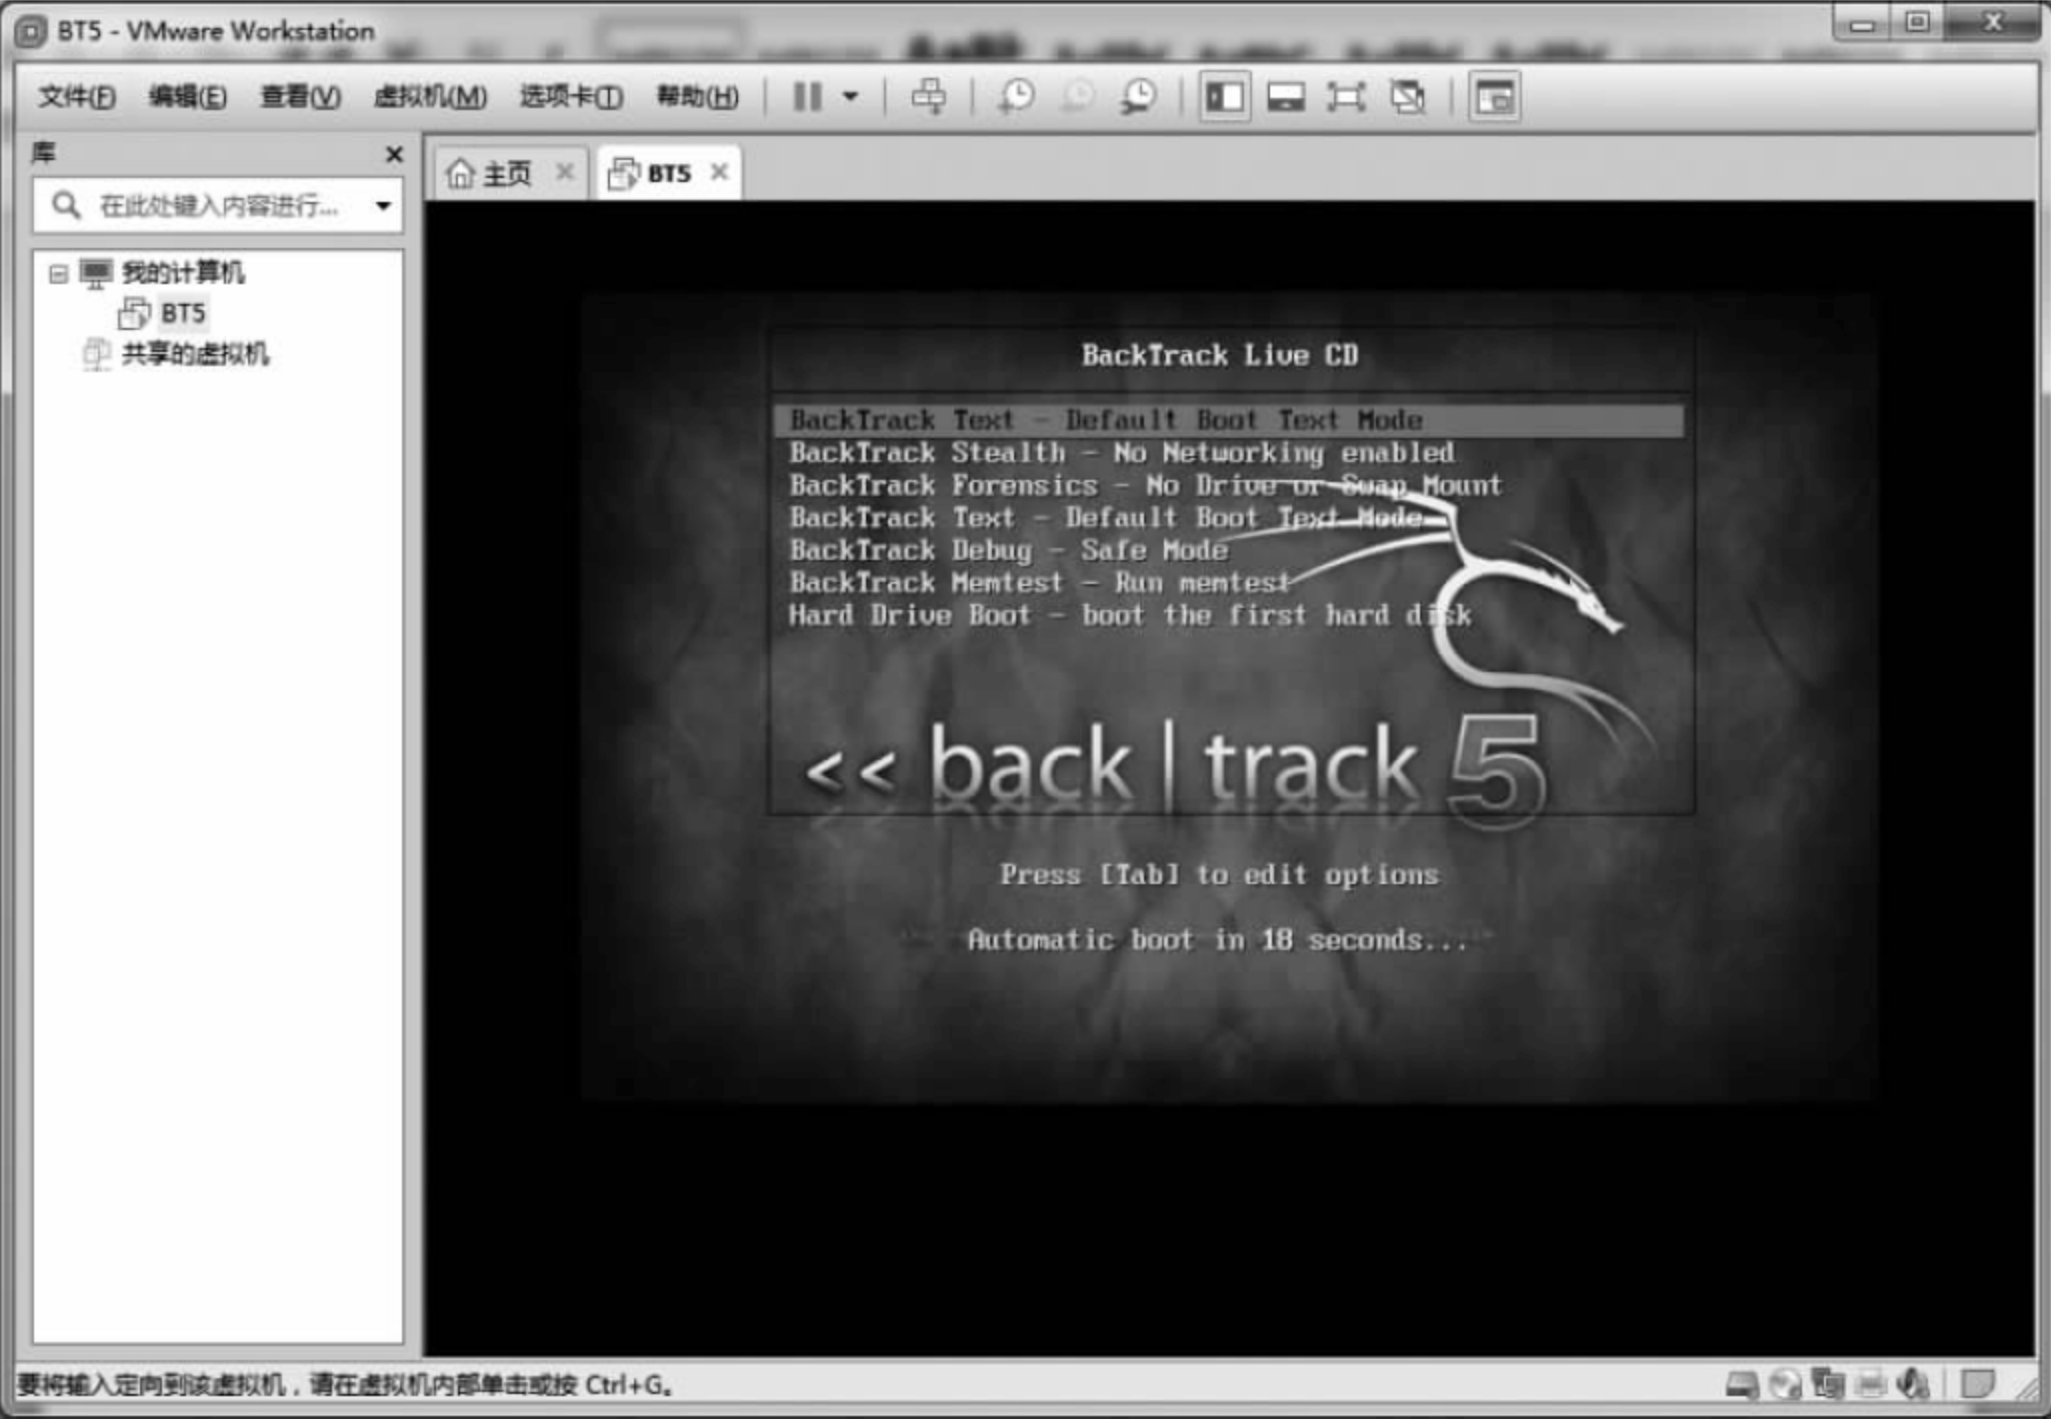 BT5 - VMware Workstation
文件(F) 编辑(E) 查看(V) 虚拟机(M) 选项卡(T) 帮助(H)
库
在此处键入内容进行...
我的计算机
BT5
共享的虚拟机
主页
BT5
BackTrack Live CD
BackTrack Text - Default Boot Text Mode
BackTrack Stealth - No Networking enabled
BackTrack Forensics - No Drive or Swap Mount
BackTrack Text - Default Boot Text Mode
BackTrack Debug - Safe Mode
BackTrack Memtest - Run memtest
Hard Drive Boot - boot the first hard disk
<< back | track 5
Press [Tab] to edit options
Automatic boot in 18 seconds...
要将输入定向到该虚拟机，请在虚拟机内部单击或按 Ctrl+G。